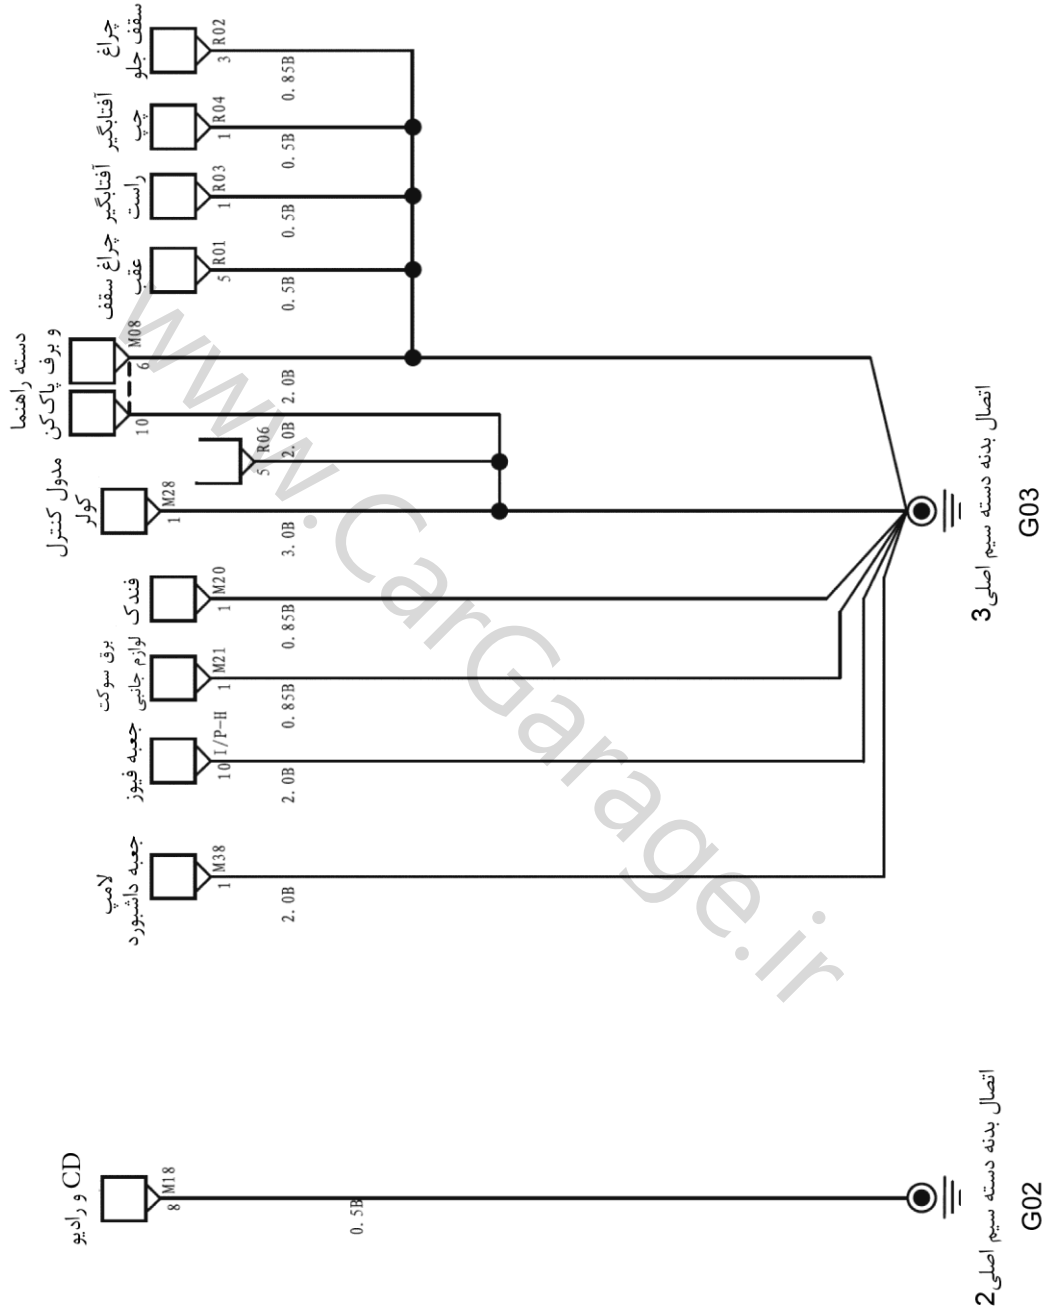 CD و رادیو
8
M18
0.5B
اتصال بدنه دسته سیم اصلی2
G02
لامپ
جعبه داشبورد
1
M38
2.0B
جعبه فیوز
10
I/P-H
2.0B
برق سوکت
لوازم جانبی
1
M21
0.85B
فندک
1
M20
0.85B
مدول کنترل
کولر
1
M28
3.0B
5
R06
2.0B
دسته راهنما
و برف پاک‌کن
10
6
M08
2.0B
چراغ سقف
عقب
5
R01
0.5B
آفتابگیر
راست
1
R03
0.5B
آفتابگیر
چپ
1
R04
0.5B
چراغ
سقف جلو
3
R02
0.85B
اتصال بدنه دسته سیم اصلی3
G03
www.CarGarage.ir